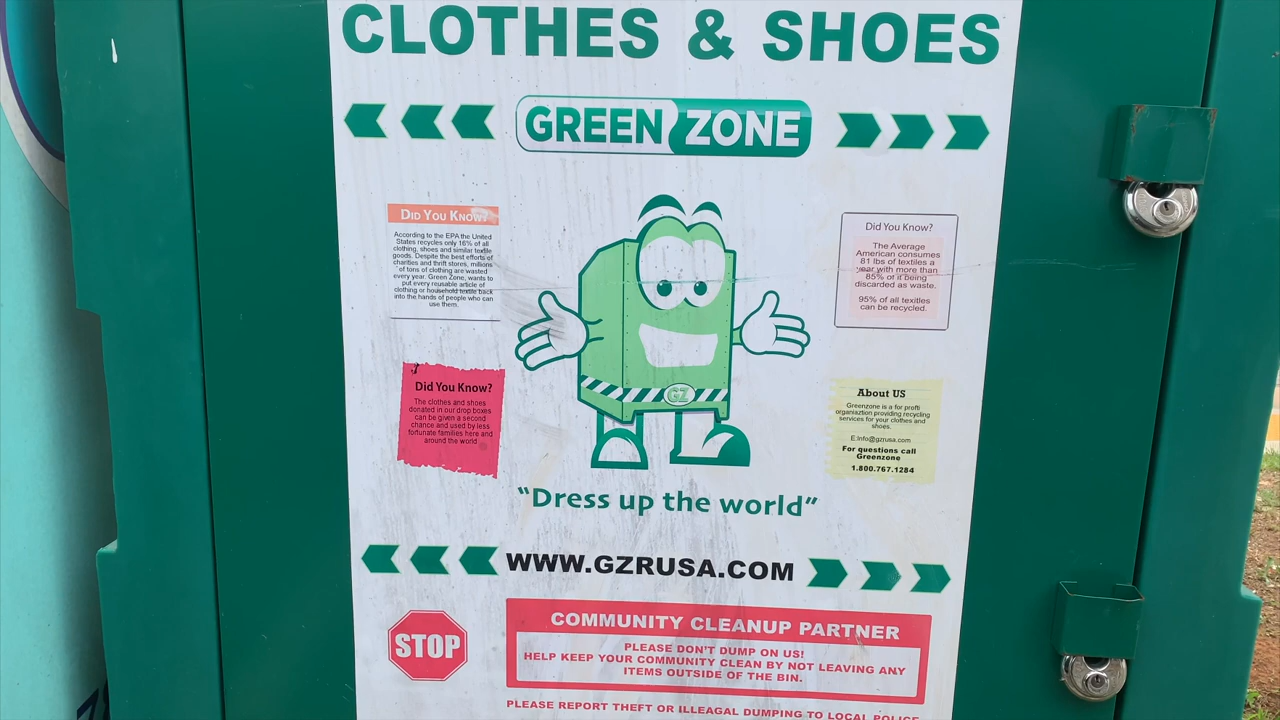 CLOTHES & SHOES
GREEN ZONE
DID YOU KNOW?
According to the EPA the United
States recycles only 16% of all
clothing, shoes and similar textile
goods. Despite the best efforts of
charities and thrift stores, millions
of tons of clothing are wasted
every year. Green Zone, wants to
put every reusable article of
clothing or household textile back
into the hands of people who can
use them.
Did You Know?
The Average
American consumes
81 lbs of textiles a
year with more than
85% of it being
discarded as waste.
95% of all texitles
can be recycled.
Did You Know?
The clothes and shoes
donated in our drop boxes
can be given a second
chance and used by less
fortunate families here and
around the world
GZ
About US
Greenzone is a for profti
organiaztion providing recycling
services for your clothes and
shoes.
E:Info@gzrusa.com
For questions call
Greenzone
1.800.767.1284
"Dress up the world"
WWW.GZRUSA.COM
STOP
COMMUNITY CLEANUP PARTNER
PLEASE DON'T DUMP ON US!
HELP KEEP YOUR COMMUNITY CLEAN BY NOT LEAVING ANY
ITEMS OUTSIDE OF THE BIN.
PLEASE REPORT THEFT OR ILLEAGAL DUMPING TO LOCAL POLICE